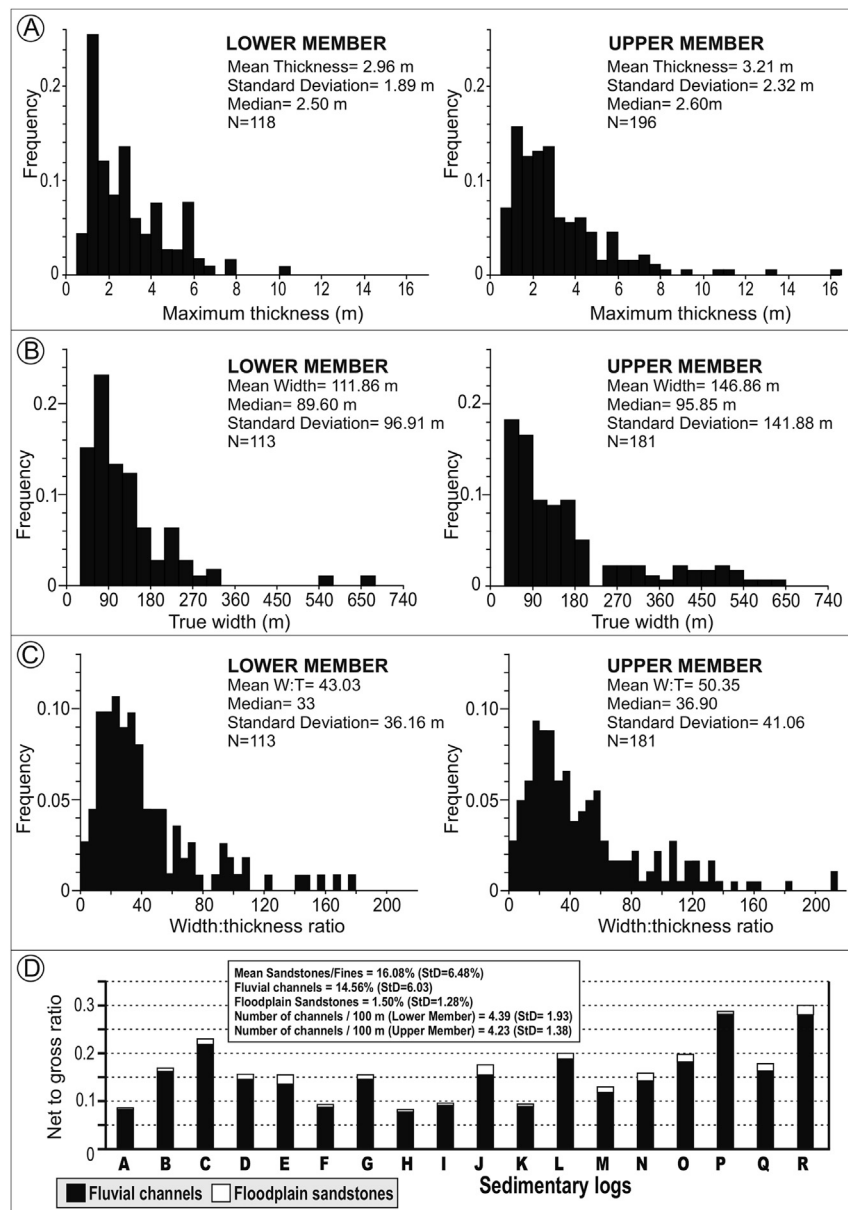 A
LOWER MEMBER
Mean Thickness= 2.96 m
Standard Deviation= 1.89 m
Median= 2.50 m
N=118
Frequency
0.2
0.1
0
0 2 4 6 8 10 12 14 16
Maximum thickness (m)
UPPER MEMBER
Mean Thickness= 3.21 m
Standard Deviation= 2.32 m
Median= 2.60m
N=196
Frequency
0.2
0.1
0
0 2 4 6 8 10 12 14 16
Maximum thickness (m)
B
LOWER MEMBER
Mean Width= 111.86 m
Median= 89.60 m
Standard Deviation= 96.91 m
N=113
Frequency
0.2
0.1
0
0 90 180 270 360 450 540 650 740
True width (m)
UPPER MEMBER
Mean Width= 146.86 m
Median= 95.85 m
Standard Deviation= 141.88 m
N=181
Frequency
0.2
0.1
0
0 90 180 270 360 450 540 640 740
True width (m)
C
LOWER MEMBER
Mean W:T= 43.03
Median= 33
Standard Deviation= 36.16 m
N=113
Frequency
0.10
0.05
0
0 40 80 120 160 200
Width:thickness ratio
UPPER MEMBER
Mean W:T= 50.35
Median= 36.90
Standard Deviation= 41.06
N=181
Frequency
0.10
0.05
0
0 40 80 120 160 200
Width:thickness ratio
D
Mean Sandstones/Fines = 16.08% (StD=6.48%)
Fluvial channels = 14.56% (StD=6.03)
Floodplain Sandstones = 1.50% (StD=1.28%)
Number of channels / 100 m (Lower Member) = 4.39 (StD= 1.93)
Number of channels / 100 m (Upper Member) = 4.23 (StD= 1.38)
Net to gross ratio
0.3
0.2
0.1
0
A B C D E F G H I J K L M N O P Q R
Sedimentary logs
Fluvial channels Floodplain sandstones